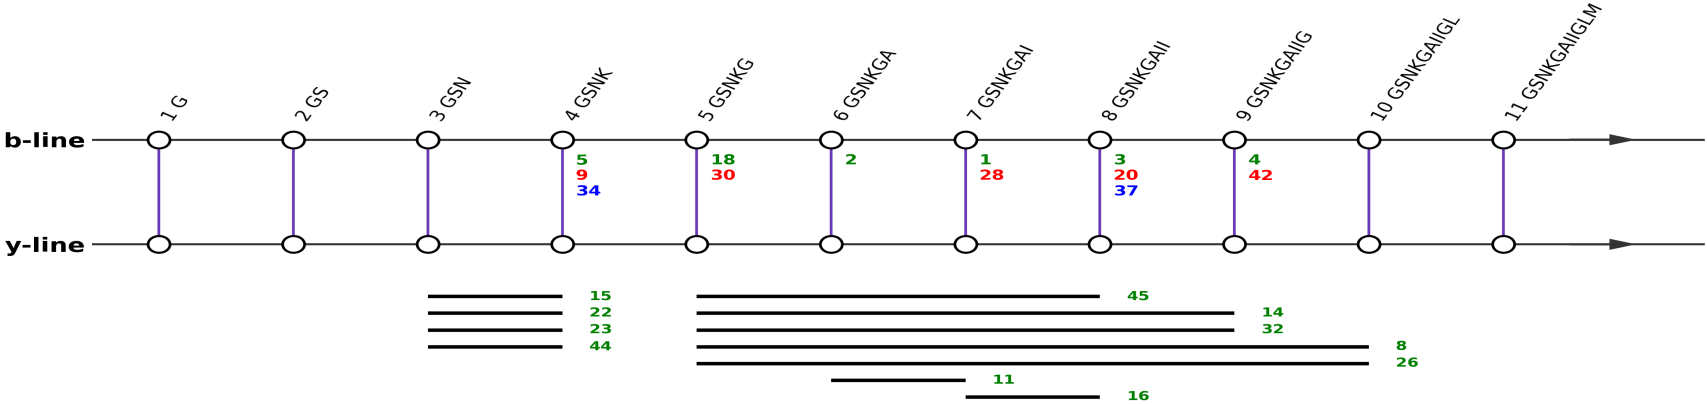 1 G
2 GS
3 GSN
4 GSNK
5 GSNKG
6 GSNKGA
7 GSNKGAI
8 GSNKGAII
9 GSNKGAIIG
10 GSNKGAIIGL
11 GSNKGAIIGLM
b-line
5 18 2 1 3 4
9 30 28 20 42
34 37
y-line
15 45
22 14
23 32
44 8
26
11
16